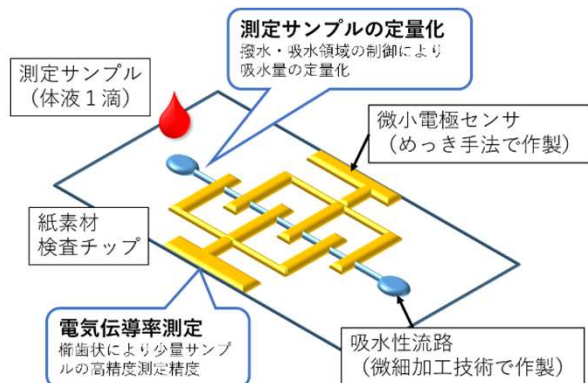 測定サンプルの定量化
撥水・吸水領域の制御により
吸水量の定量化
測定サンプル
（体液１滴）
微小電極センサ
（めっき手法で作製）
紙素材
検査チップ
電気伝導率測定
櫛歯状により少量サンプ
ルの高精度測定精度
吸水性流路
（微細加工技術で作製）